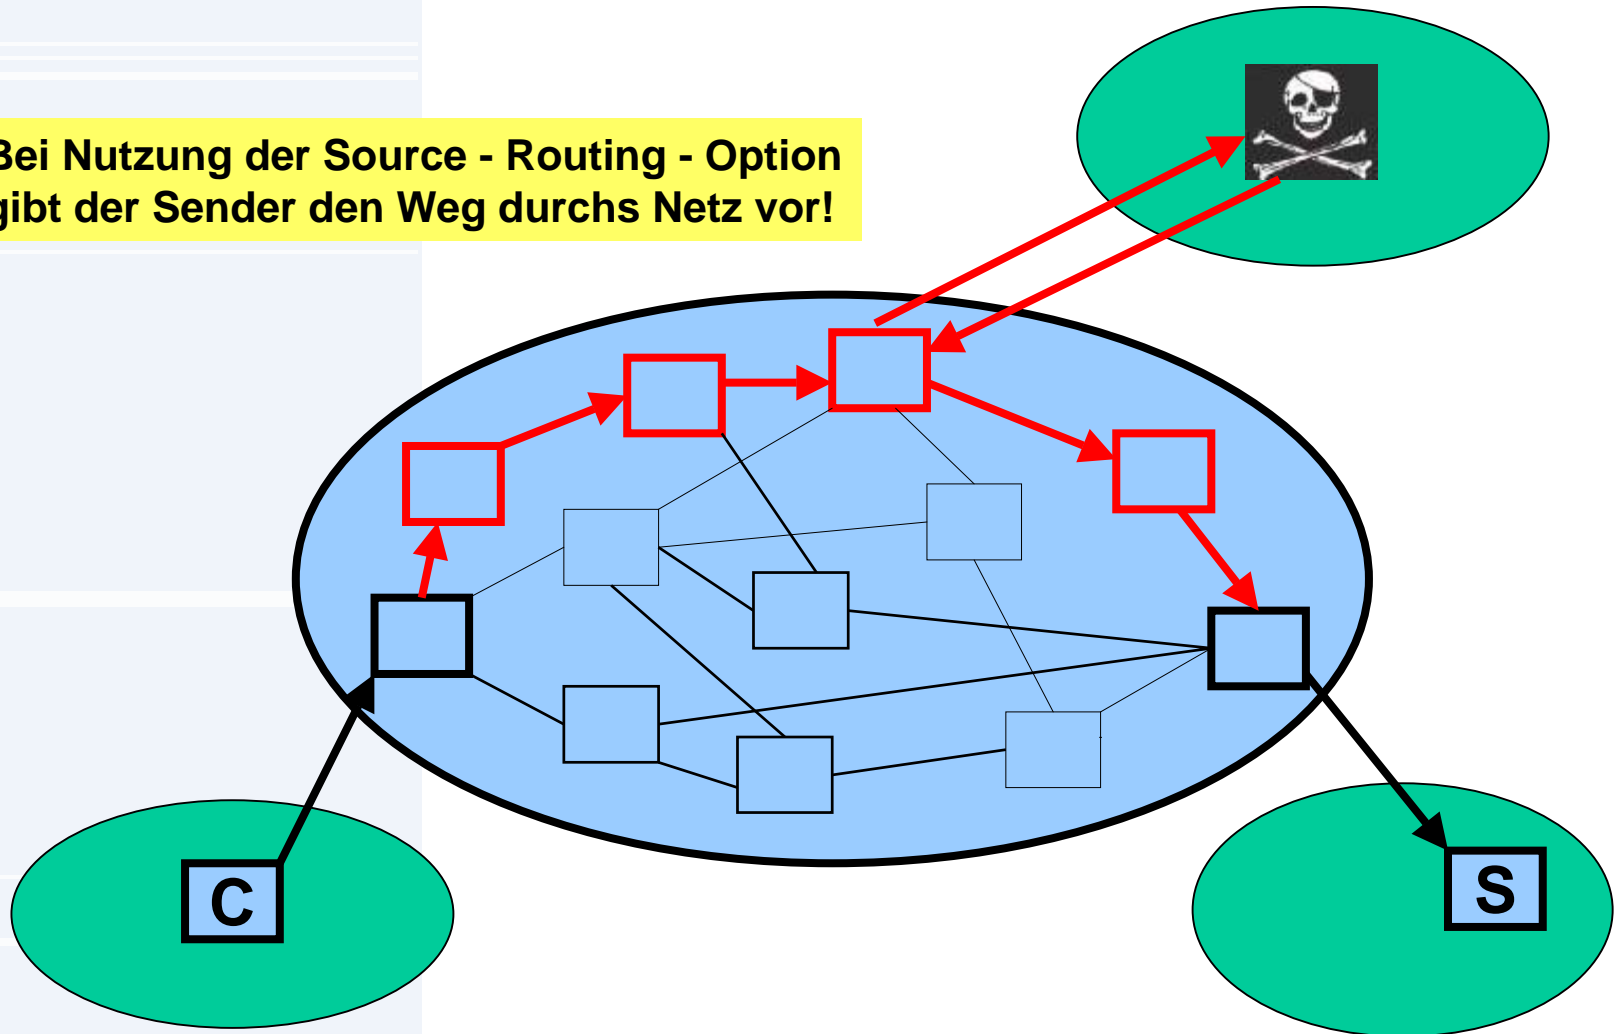 Bei Nutzung der Source - Routing - Option
gibt der Sender den Weg durchs Netz vor!
C
S